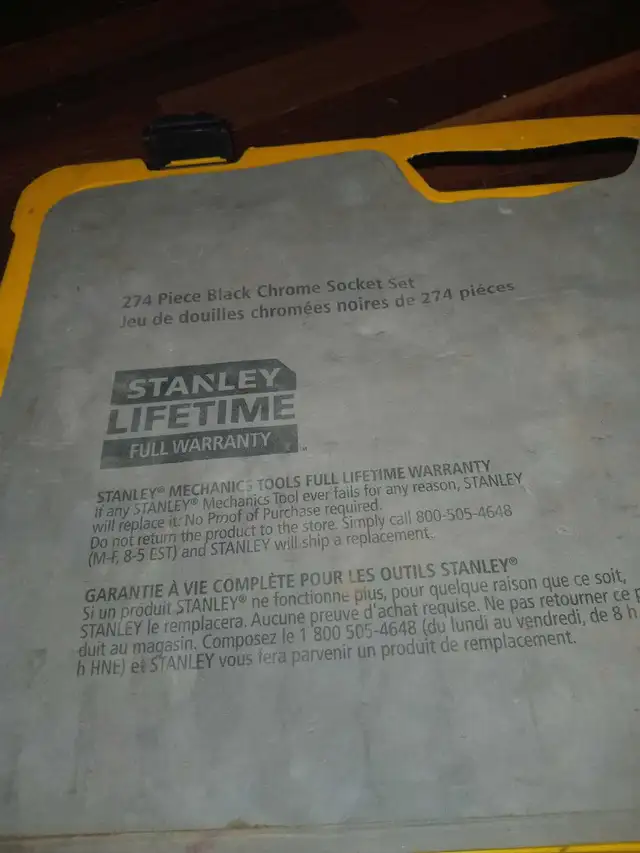 274 Piece Black Chrome Socket Set
Jeu de douilles chromées noires de 274 pièces
STANLEY
LIFETIME
FULL WARRANTY
STANLEY® MECHANICS TOOLS FULL LIFETIME WARRANTY
If any STANLEY® Mechanics Tool ever fails for any reason, STANLEY
will replace it. No Proof of Purchase required.
Do not return the product to the store. Simply call 800-505-4648
(M-F, 8-5 EST) and STANLEY will ship a replacement.
GARANTIE À VIE COMPLÈTE POUR LES OUTILS STANLEY®
Si un produit STANLEY® ne fonctionne plus, pour quelque raison que ce soit,
STANLEY le remplacera. Aucune preuve d'achat requise. Ne pas retourner ce p
duit au magasin. Composez le 1 800 505-4648 (du lundi au vendredi, de 8 h
h HNE) et STANLEY vous fera parvenir un produit de remplacement.